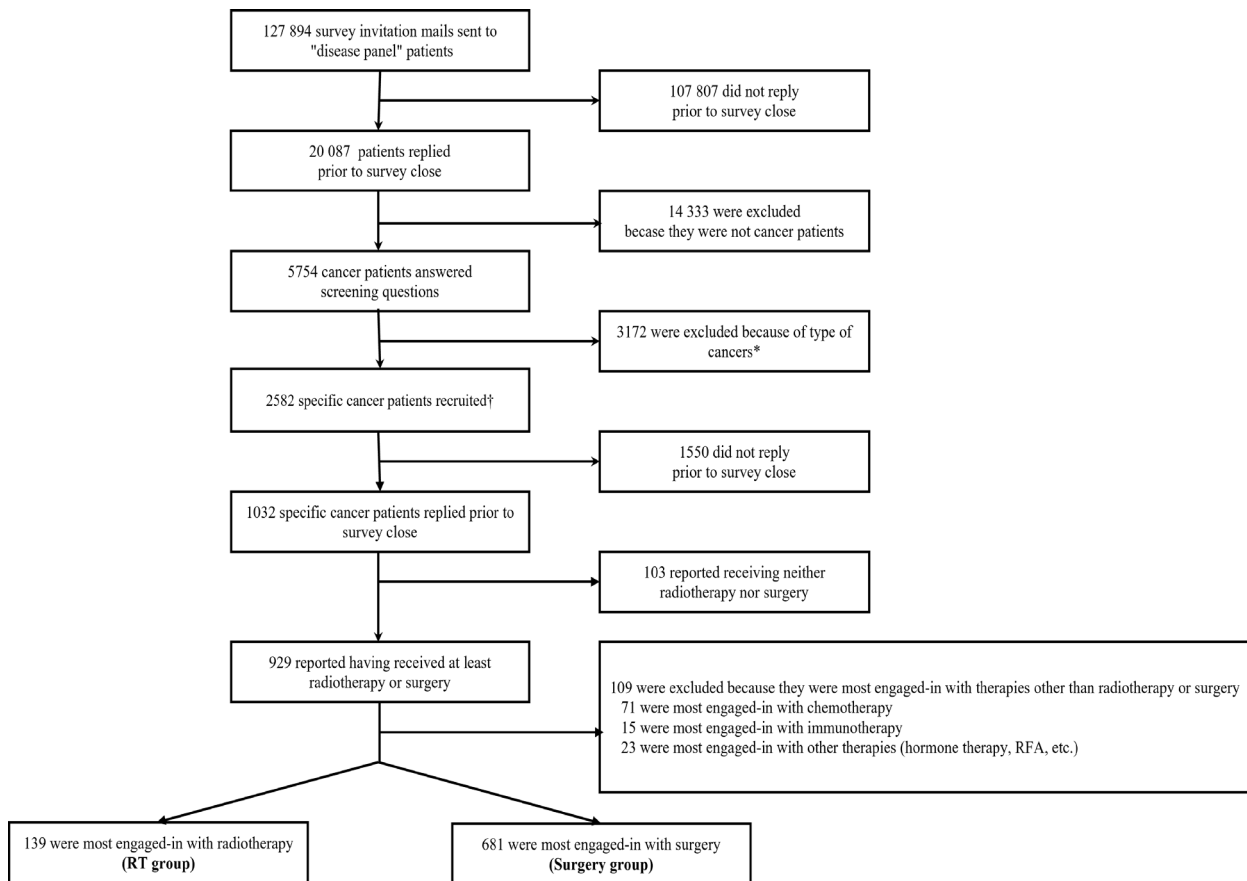 127 894 survey invitation mails sent to
"disease panel" patients
107 807 did not reply
prior to survey close
20 087 patients replied
prior to survey close
14 333 were excluded
becase they were not cancer patients
5754 cancer patients answered
screening questions
3172 were excluded because of type of
cancers*
2582 specific cancer patients recruited†
1550 did not reply
prior to survey close
1032 specific cancer patients replied prior to
survey close
103 reported receiving neither
radiotherapy nor surgery
929 reported having received at least
radiotherapy or surgery
109 were excluded because they were most engaged-in with therapies other than radiotherapy or surgery
71 were most engaged-in with chemotherapy
15 were most engaged-in with immunotherapy
23 were most engaged-in with other therapies (hormone therapy, RFA, etc.)
139 were most engaged-in with radiotherapy
(RT group)
681 were most engaged-in with surgery
(Surgery group)